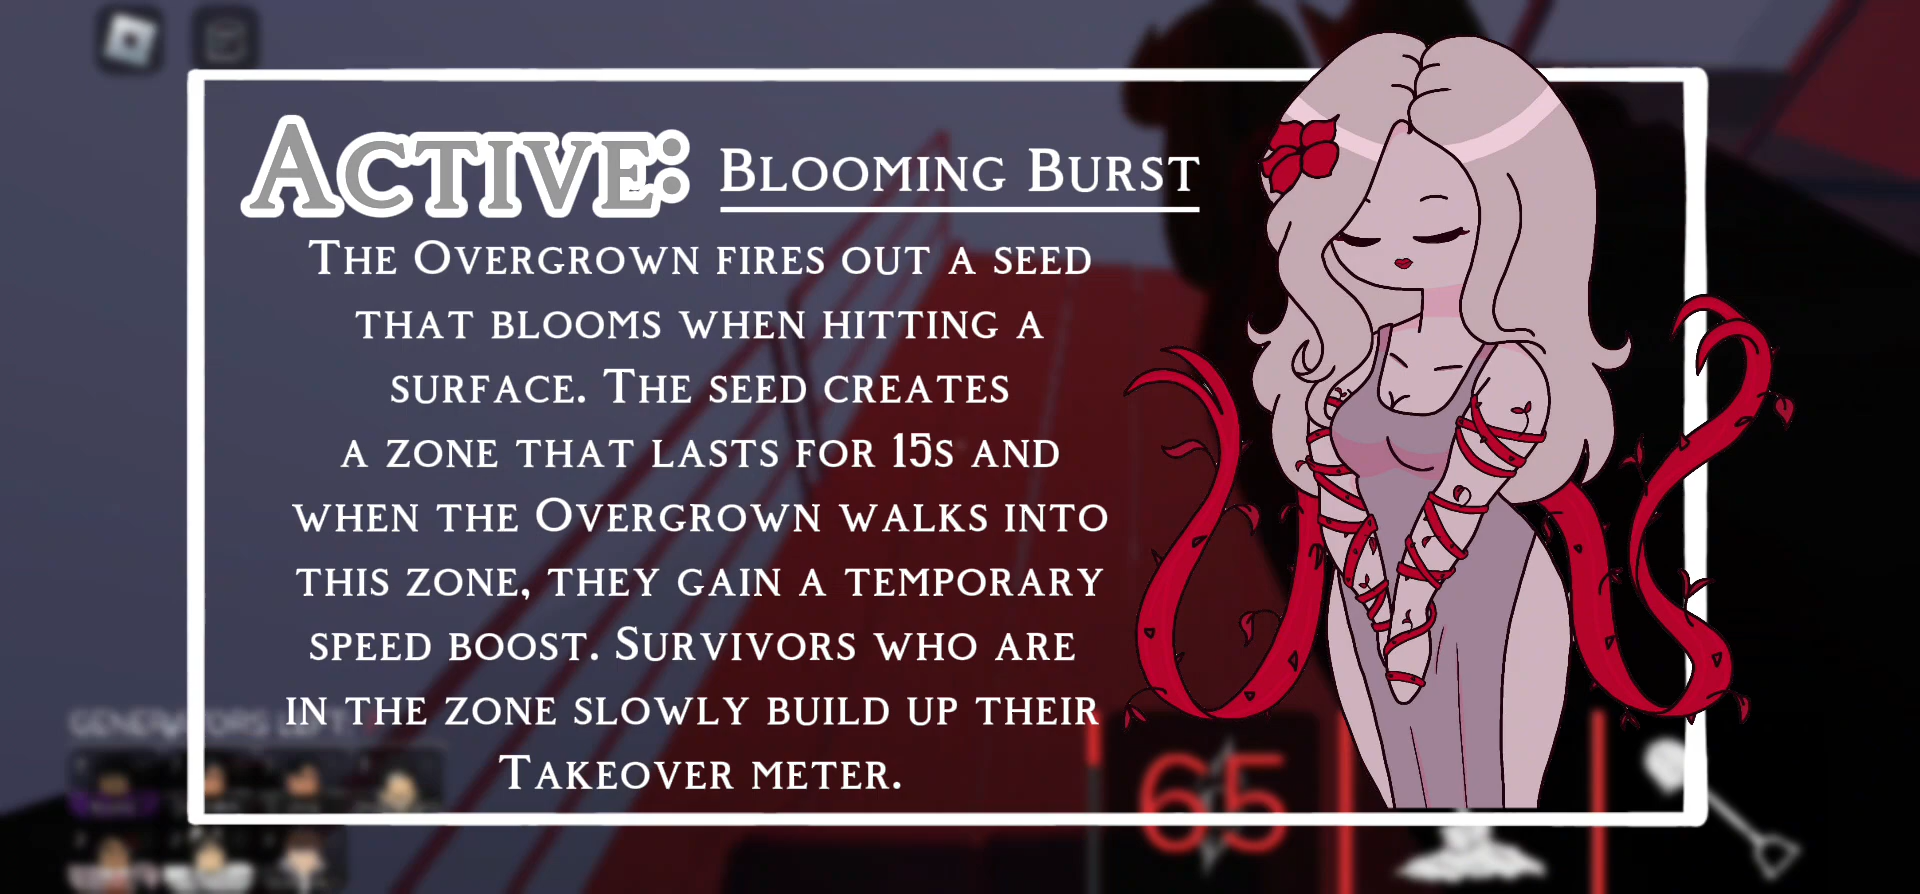 Active: Blooming Burst
The Overgrown fires out a seed
that blooms when hitting a
surface. The seed creates
a zone that lasts for 15s and
when the Overgrown walks into
this zone, they gain a temporary
speed boost. Survivors who are
in the zone slowly build up their
Takeover meter.
GENERATORS LEFT:
65